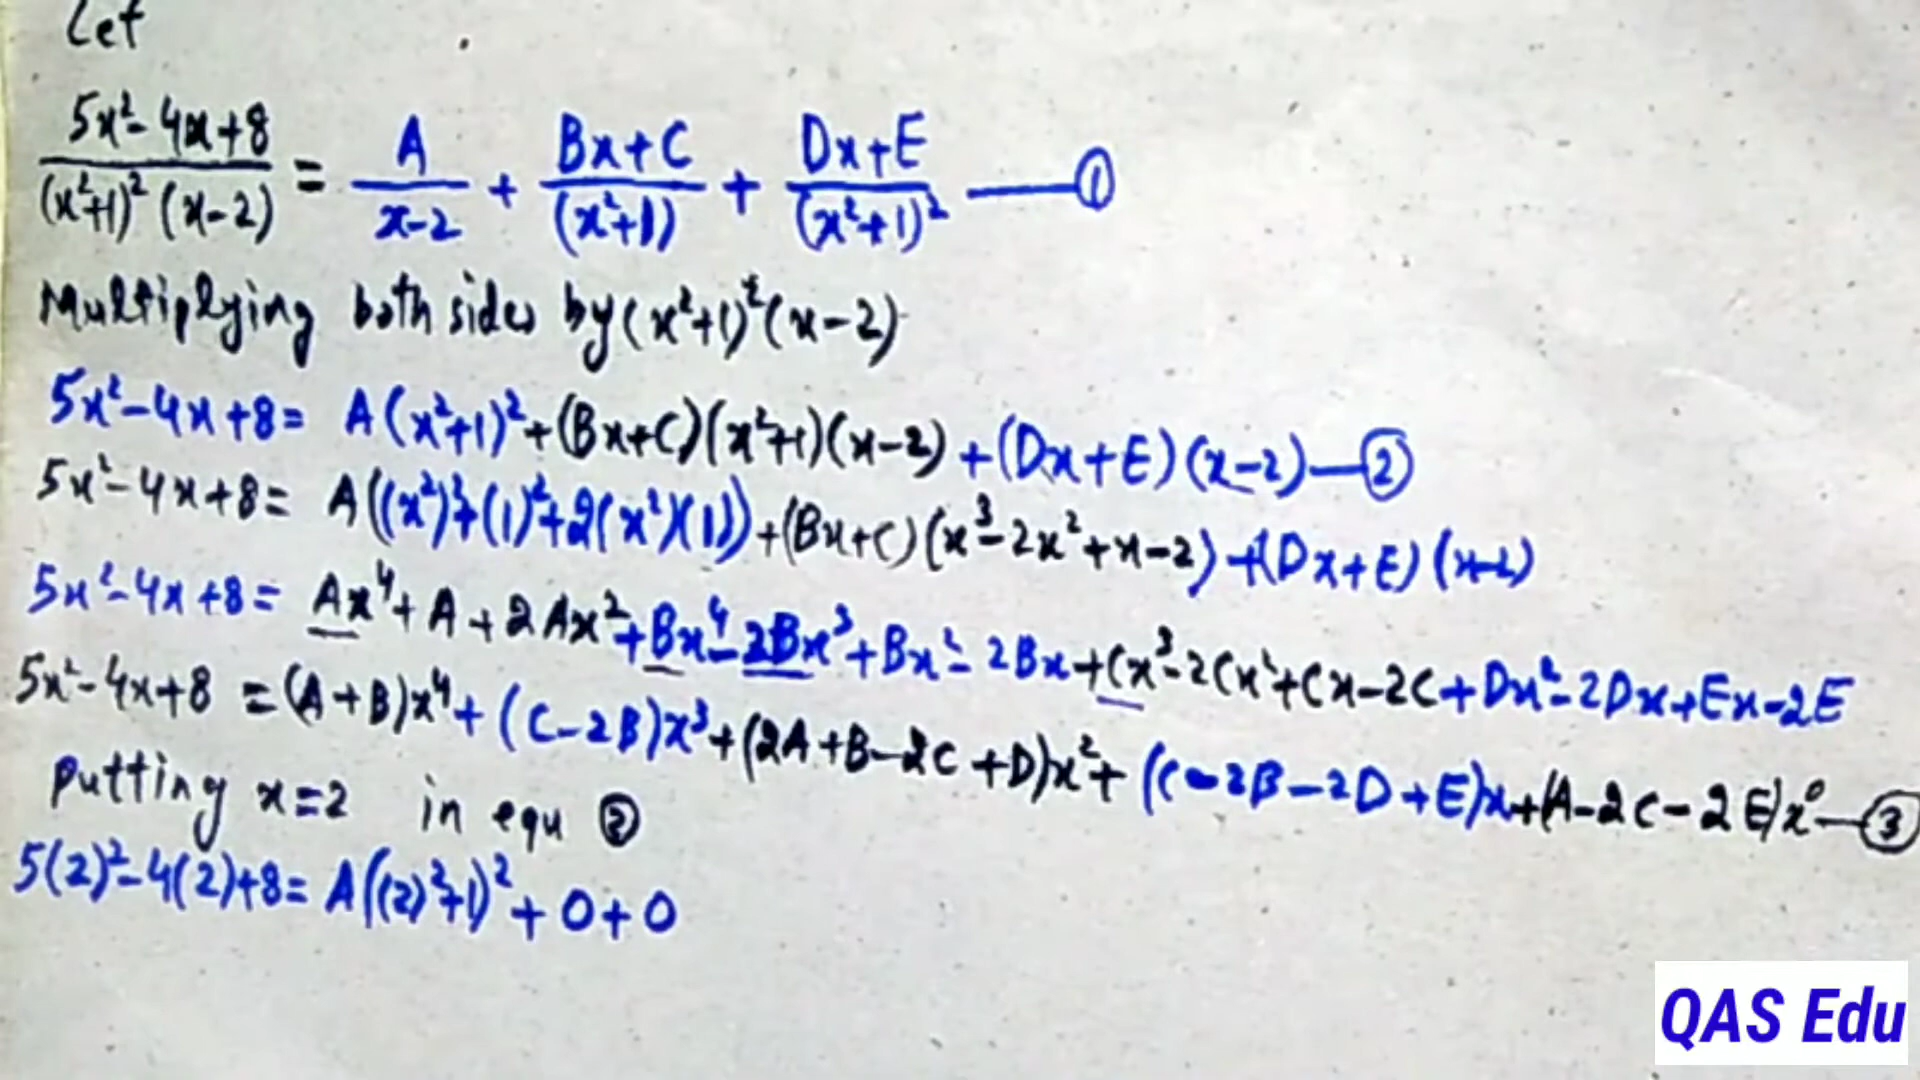 Let
5x²-4x+8/(x²+1)²(x-2) = A/x-2 + Bx+C/(x²+1) + Dx+E/(x²+1)² —①
Multiplying both sides by (x²+1)²(x-2)
5x²-4x+8= A(x²+1)²+(Bx+C)(x²+1)(x-2)+(Dx+E)(x-2)—②
5x²-4x+8= A((x²)²+(1)²+2(x²)(1))+(Bx+C)(x³-2x²+x-2)+(Dx+E)(x-2)
5x²-4x+8= Ax⁴+A+2Ax²+Bx⁴-2Bx³+Bx²-2Bx+Cx³-2Cx²+Cx-2C+Dx²-2Dx+Ex-2E
5x²-4x+8 =(A+B)x⁴+(C-2B)x³+(2A+B-2C+D)x²+(C-2B-2D+E)x+(A-2C-2E)x⁰—③
putting x=2 in equ ②
5(2)²-4(2)+8= A((2)²+1)²+0+0
QAS Edu